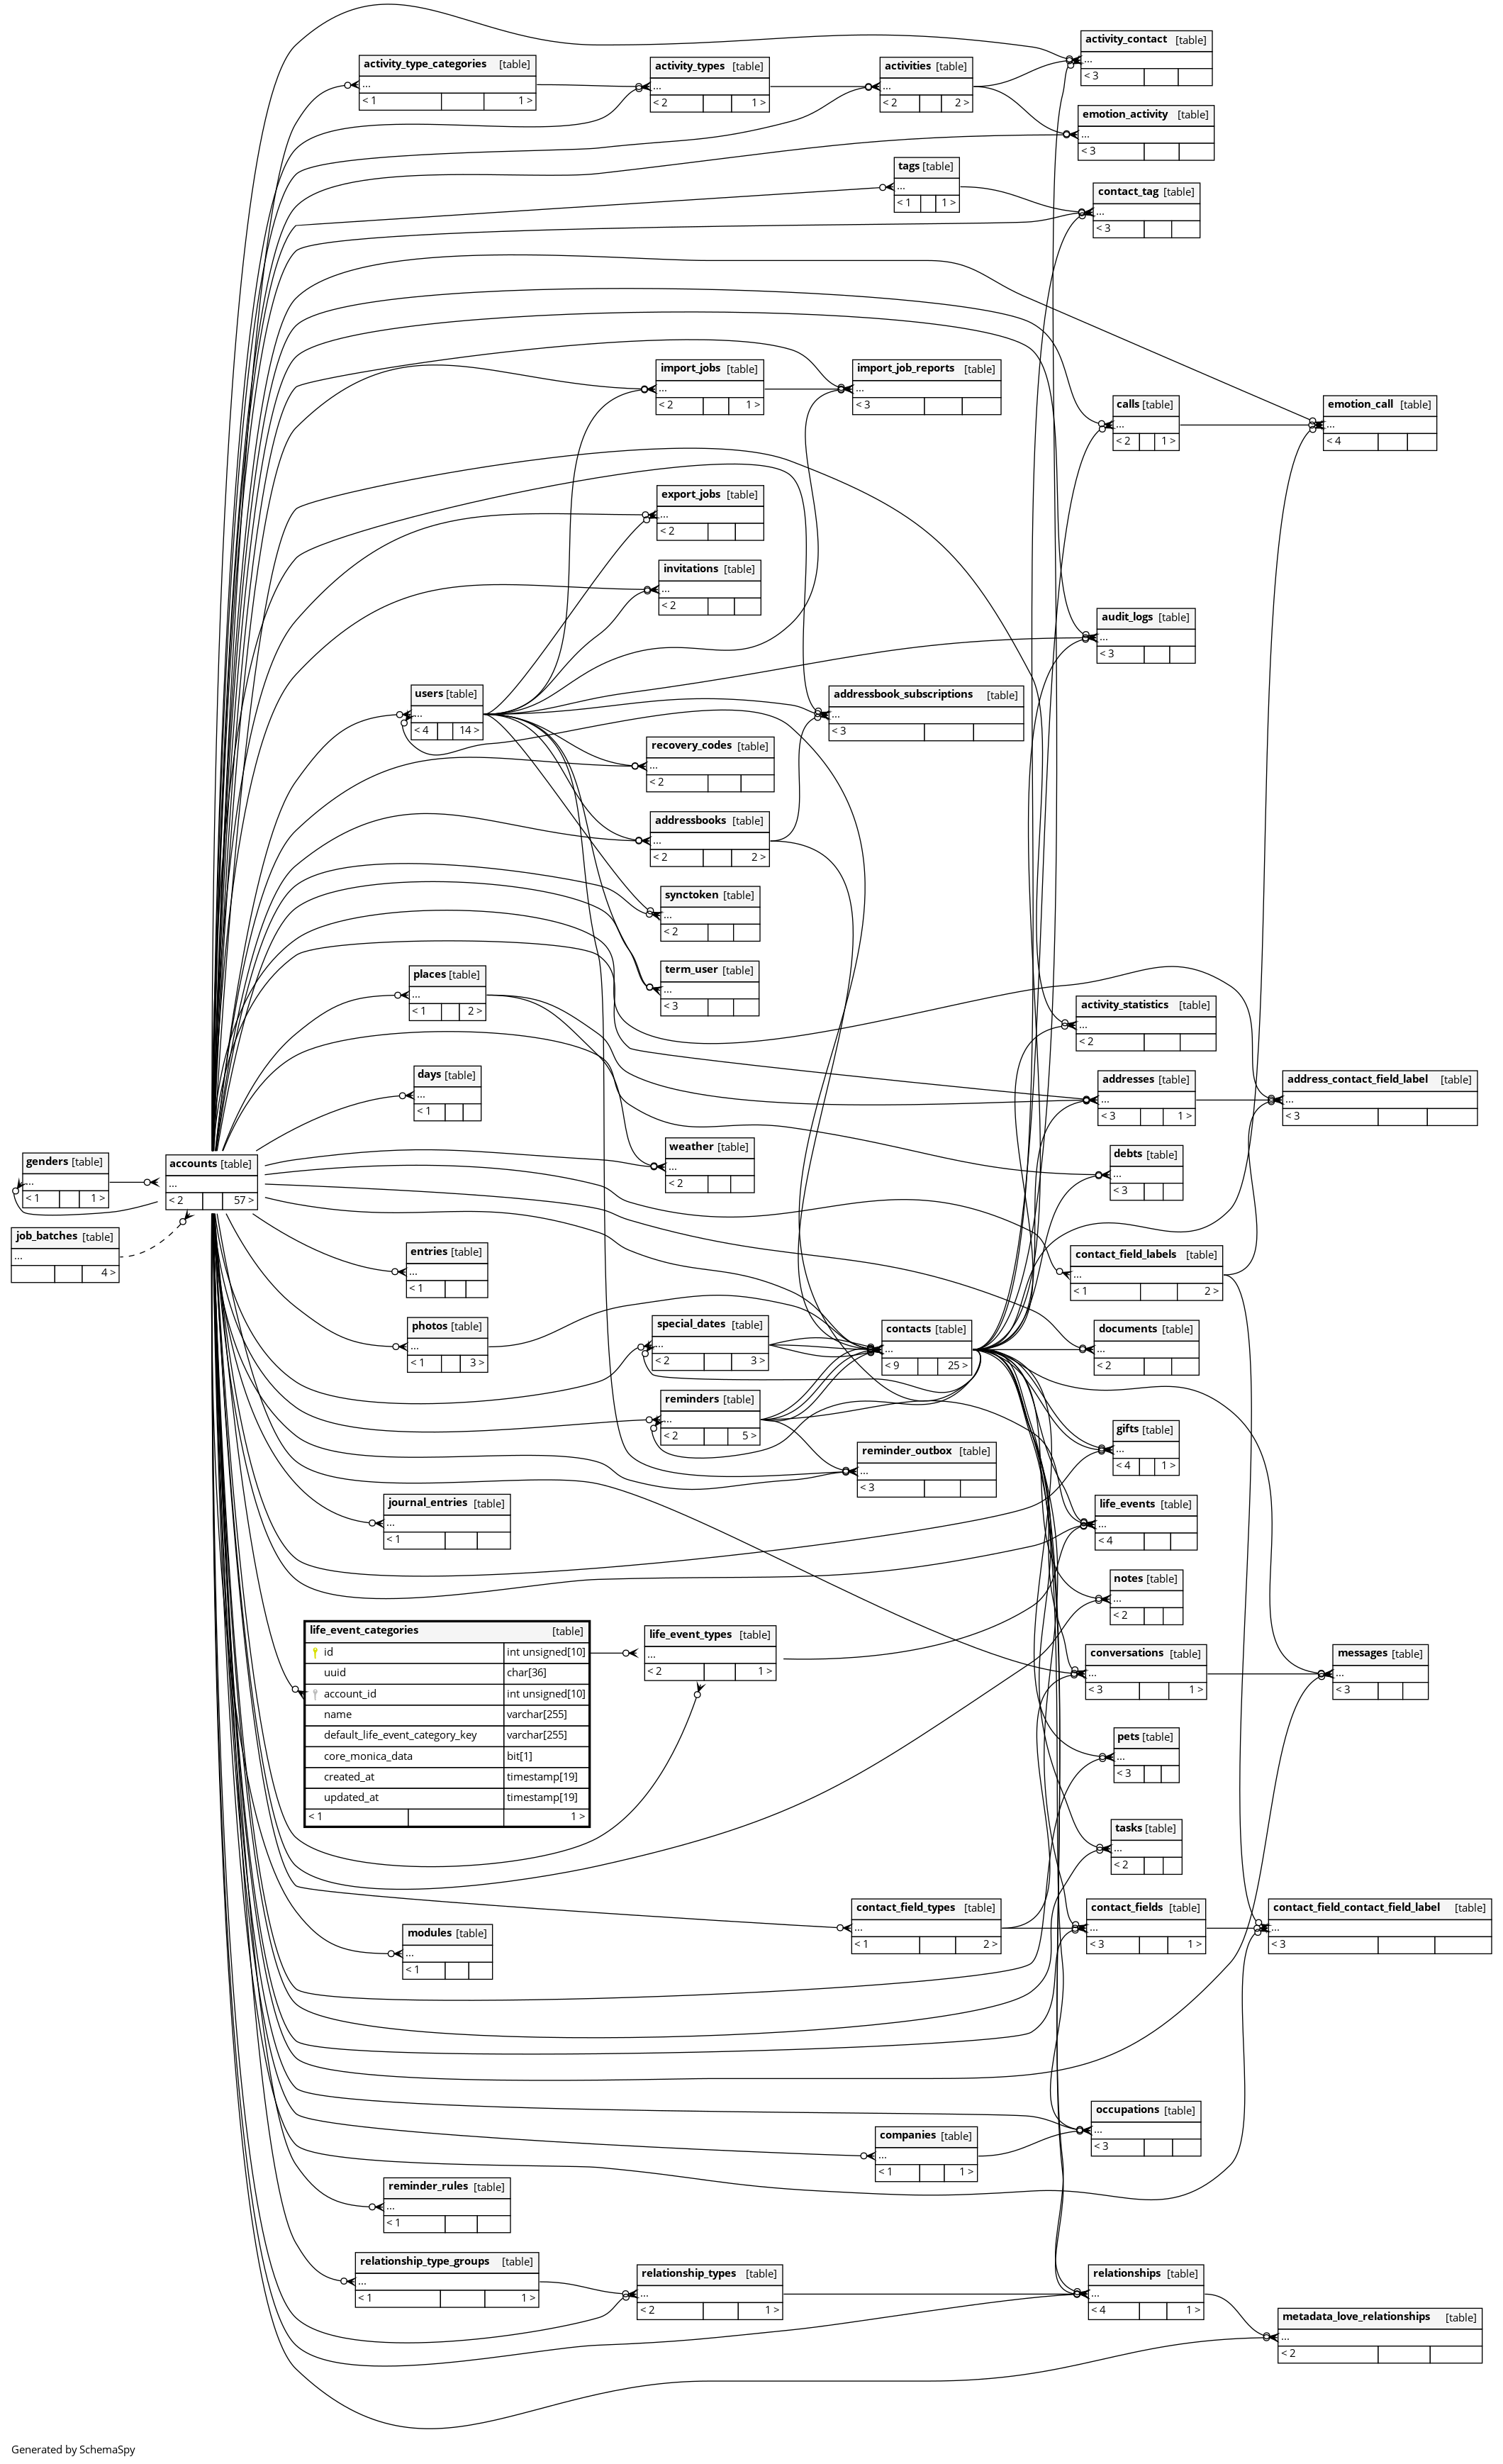 activity_contact [table]
...
< 3
activity_type_categories [table]
...
< 1 1 >
activity_types [table]
...
< 2 1 >
activities [table]
...
< 2 2 >
emotion_activity [table]
...
< 3
tags [table]
...
< 1 1 >
contact_tag [table]
...
< 3
import_jobs [table]
...
< 2 1 >
import_job_reports [table]
...
< 3
calls [table]
...
< 2 1 >
emotion_call [table]
...
< 4
export_jobs [table]
...
< 2
invitations [table]
...
< 2
audit_logs [table]
...
< 3
users [table]
...
< 4 14 >
addressbook_subscriptions [table]
...
< 3
recovery_codes [table]
...
< 2
addressbooks [table]
...
< 2 2 >
synctoken [table]
...
< 2
places [table]
...
< 1 2 >
term_user [table]
...
< 3
activity_statistics [table]
...
< 2
days [table]
...
< 1
addresses [table]
...
< 3 1 >
address_contact_field_label [table]
...
< 3
weather [table]
...
< 2
debts [table]
...
< 3
genders [table]
...
< 1 1 >
accounts [table]
...
< 2 57 >
job_batches [table]
...
4 >
entries [table]
...
< 1
contact_field_labels [table]
...
< 1 2 >
photos [table]
...
< 1 3 >
special_dates [table]
...
< 2 3 >
contacts [table]
...
< 9 25 >
documents [table]
...
< 2
reminders [table]
...
< 2 5 >
gifts [table]
...
< 4 1 >
reminder_outbox [table]
...
< 3
journal_entries [table]
...
< 1
life_events [table]
...
< 4
notes [table]
...
< 2
life_event_categories [table]
id int unsigned[10]
uuid char[36]
account_id int unsigned[10]
name varchar[255]
default_life_event_category_key varchar[255]
core_monica_data bit[1]
created_at timestamp[19]
updated_at timestamp[19]
< 1 1 >
life_event_types [table]
...
< 2 1 >
conversations [table]
...
< 3 1 >
messages [table]
...
< 3
pets [table]
...
< 3
tasks [table]
...
< 2
contact_field_types [table]
...
< 1 2 >
contact_fields [table]
...
< 3 1 >
contact_field_contact_field_label [table]
...
< 3
modules [table]
...
< 1
occupations [table]
...
< 3
companies [table]
...
< 1 1 >
reminder_rules [table]
...
< 1
relationship_type_groups [table]
...
< 1 1 >
relationship_types [table]
...
< 2 1 >
relationships [table]
...
< 4 1 >
metadata_love_relationships [table]
...
< 2
Generated by SchemaSpy